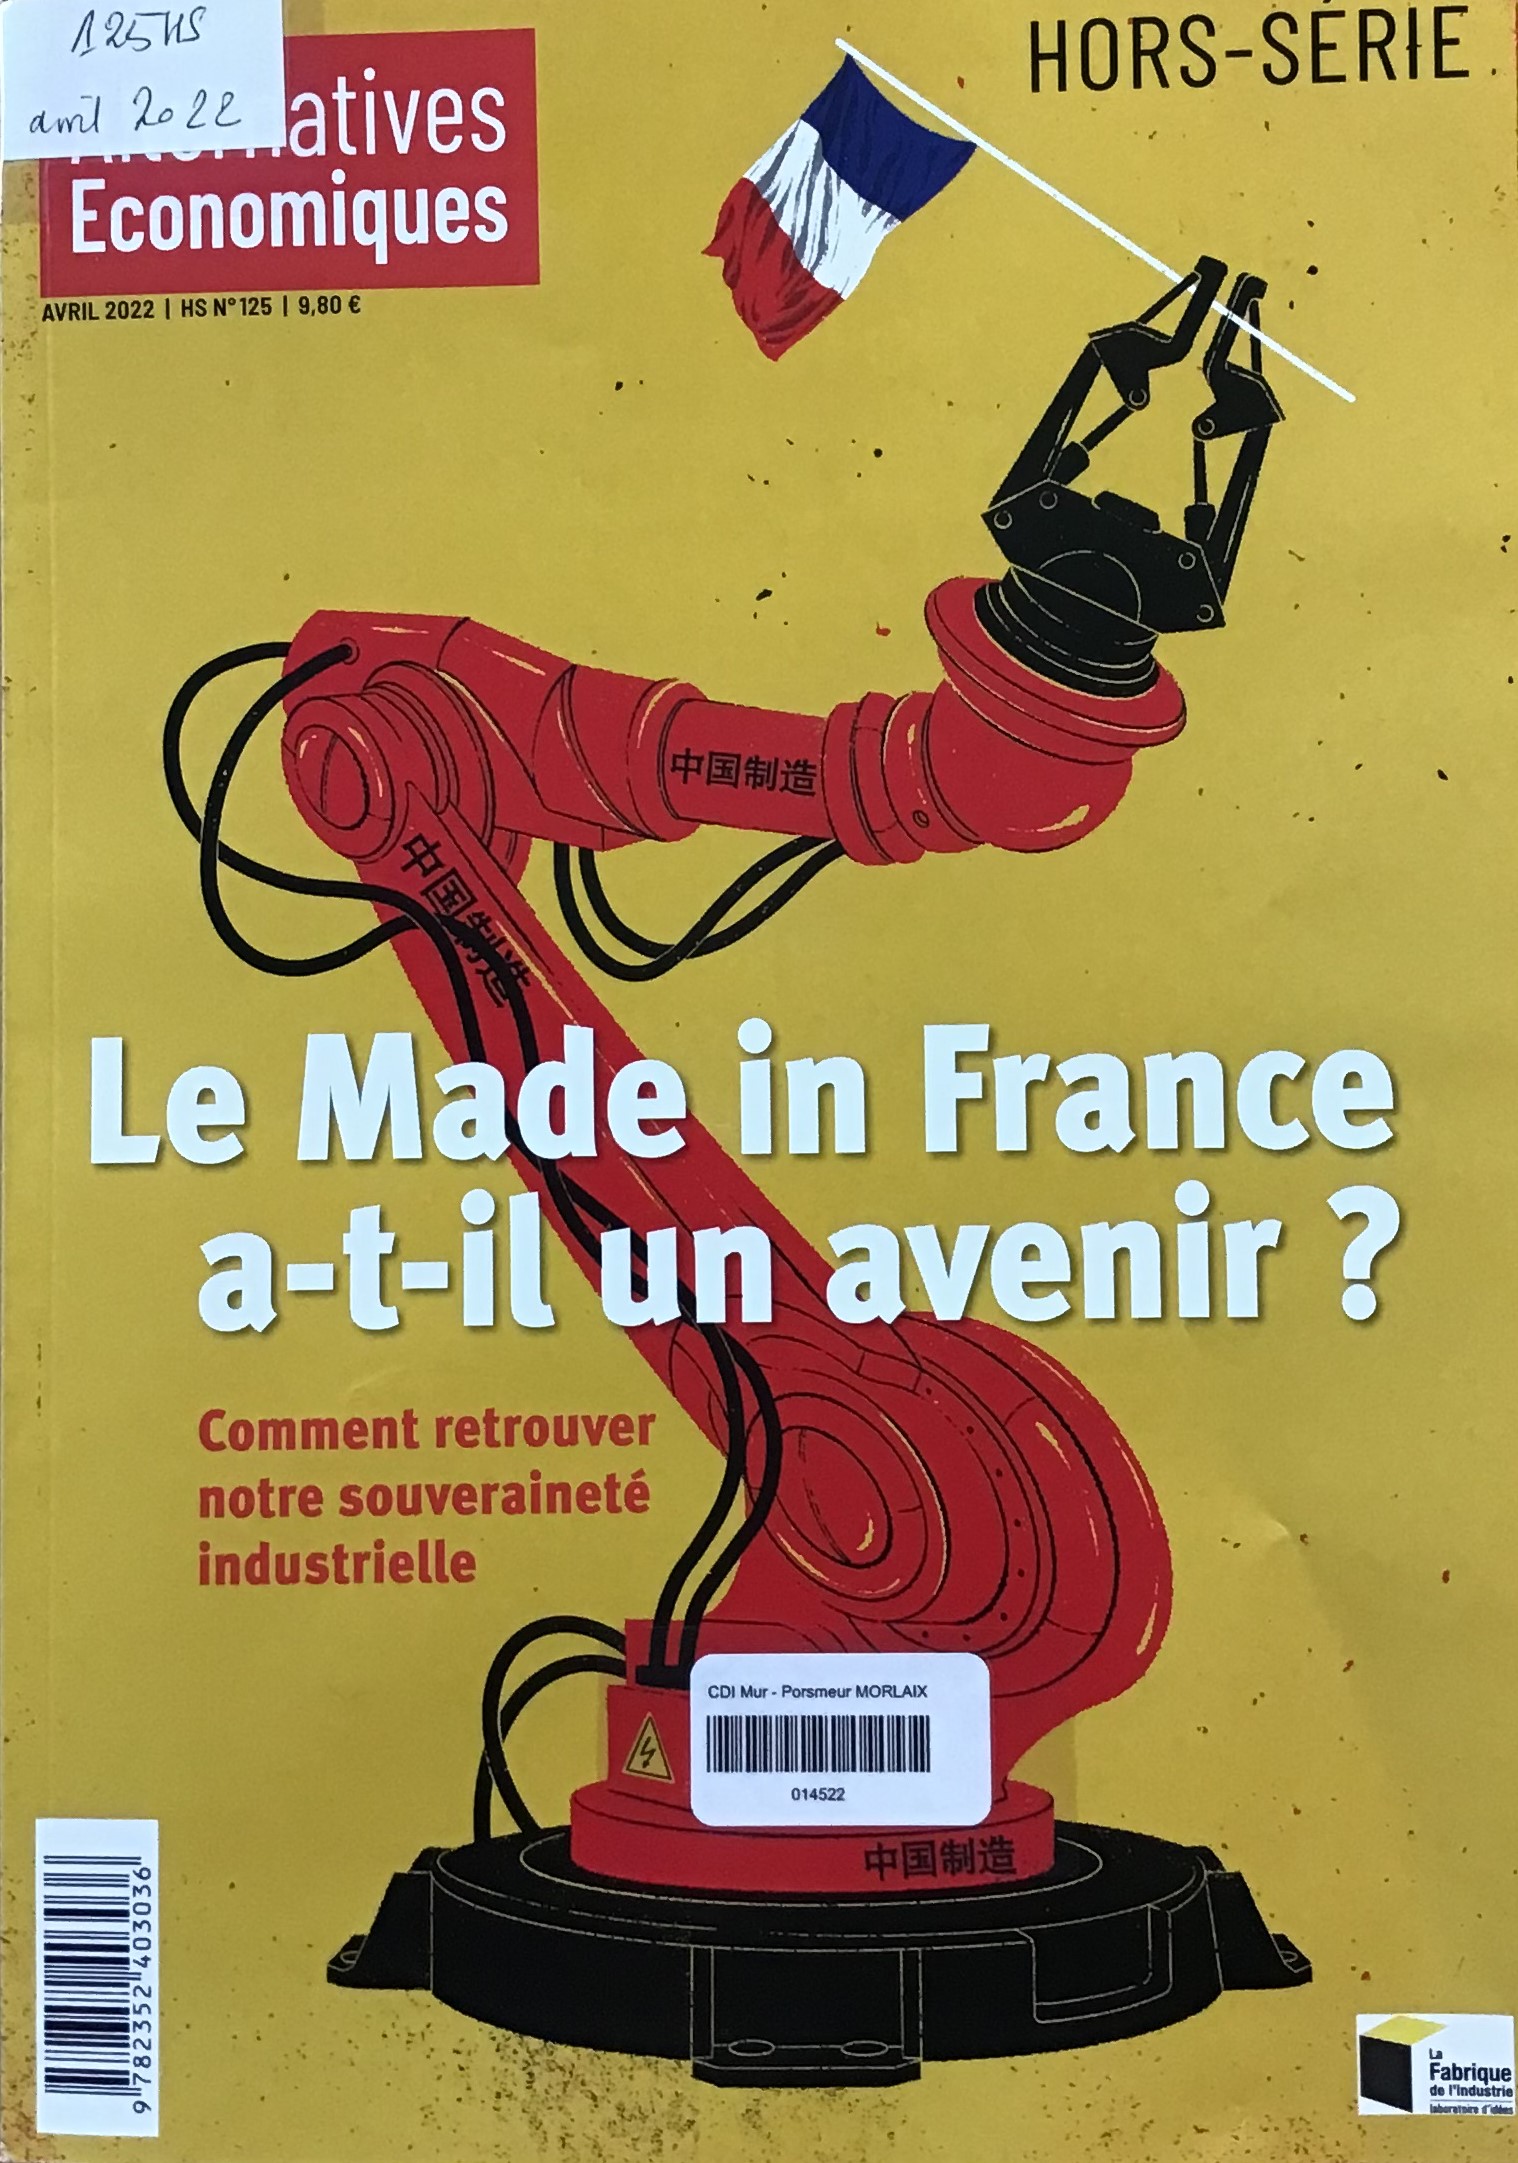 125HS
avril 2022
HORS-SÉRIE
Alternatives
Economiques
AVRIL 2022 | HS N°125 | 9,80 €
中国制造
中国制造
Le Made in France
a-t-il un avenir ?
Comment retrouver
notre souveraineté
industrielle
CDI Mur - Porsmeur MORLAIX
014522
中国制造
9 782352 403036
La
Fabrique
de l'industrie
laboratoire d'idées